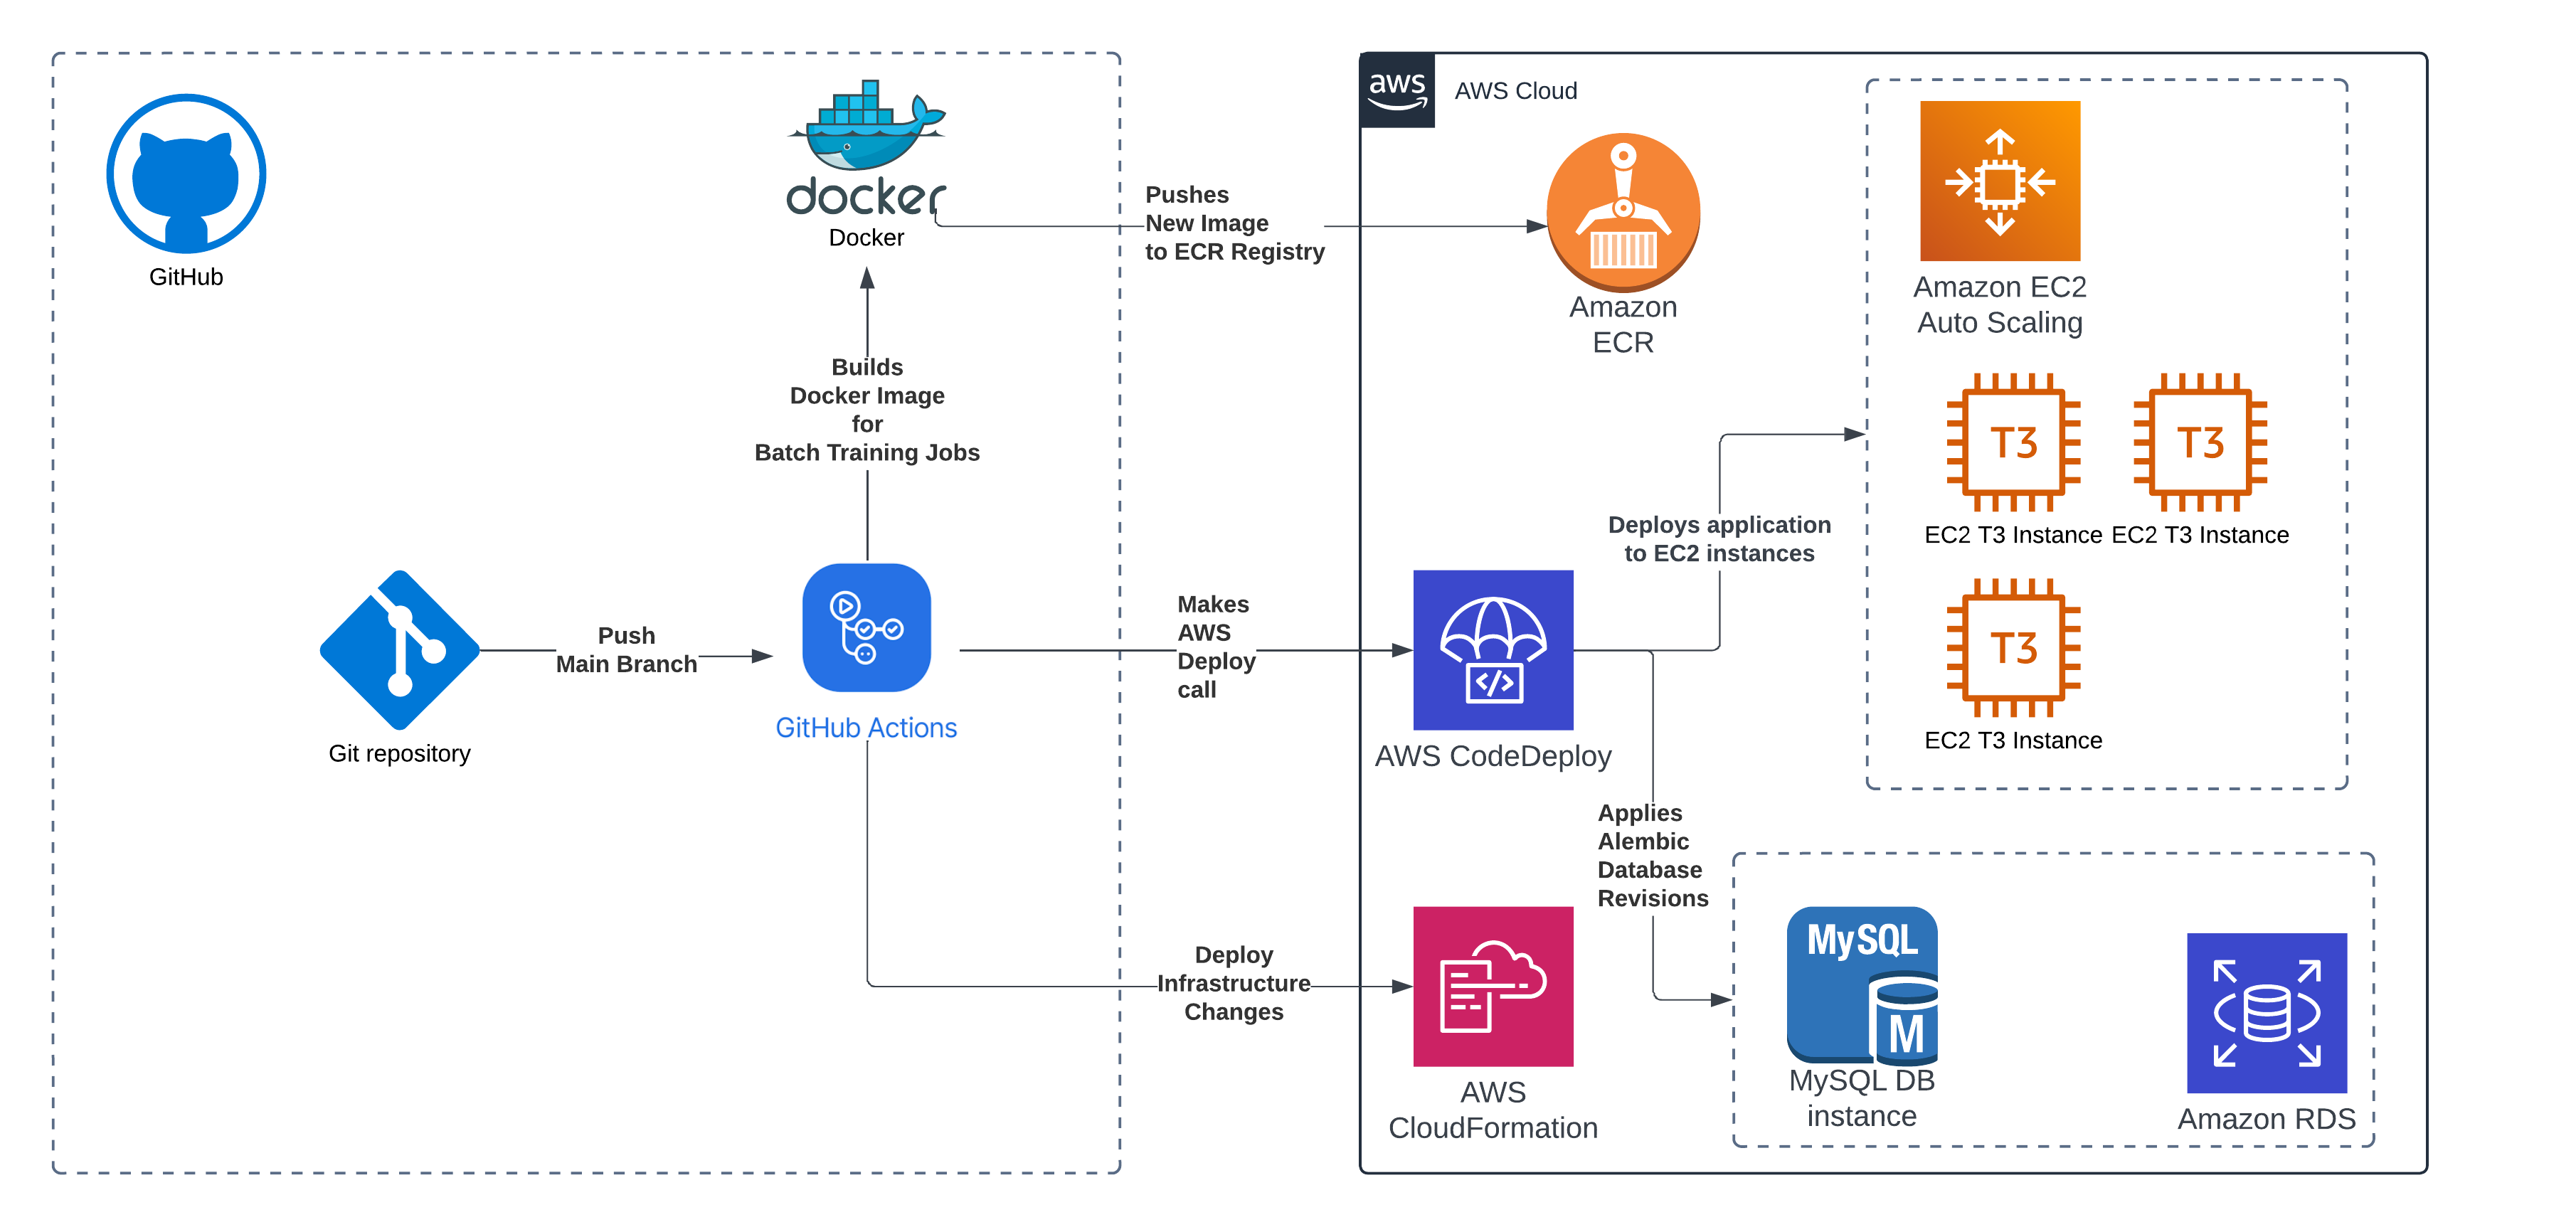 GitHub
docker
Docker
Builds
Docker Image
for
Batch Training Jobs
Push
Main Branch
Git repository
GitHub Actions
Pushes
New Image
to ECR Registry
Makes
AWS
Deploy
call
Deploy
Infrastructure
Changes
aws
AWS Cloud
Amazon
ECR
AWS CodeDeploy
AWS
CloudFormation
Deploys application
to EC2 instances
Applies
Alembic
Database
Revisions
Amazon EC2
Auto Scaling
T3
EC2 T3 Instance
T3
EC2 T3 Instance
T3
EC2 T3 Instance
MySQL
M
MySQL DB
instance
Amazon RDS